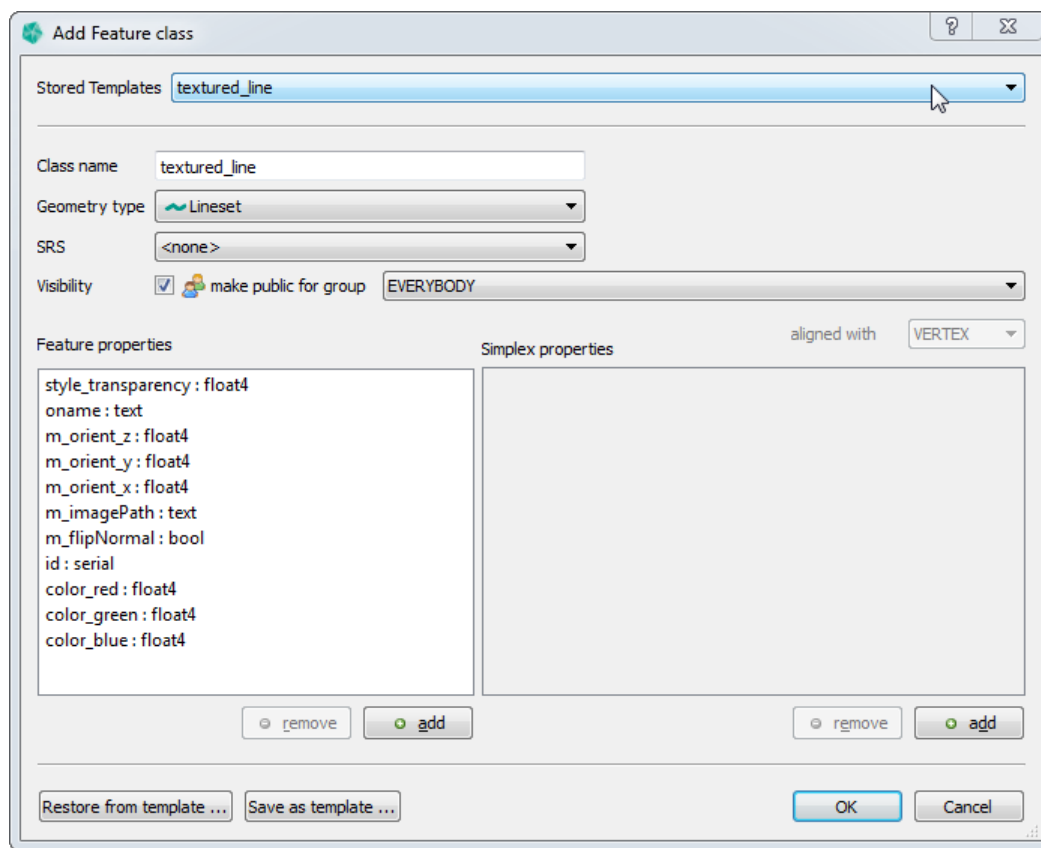 Add Feature class
Stored Templates textured_line
Class name textured_line
Geometry type Lineset
SRS <none>
Visibility make public for group EVERYBODY
aligned with VERTEX
Feature properties Simplex properties
style_transparency : float4
oname : text
m_orient_z : float4
m_orient_y : float4
m_orient_x : float4
m_imagePath : text
m_flipNormal : bool
id : serial
color_red : float4
color_green : float4
color_blue : float4
remove add remove add
Restore from template ... Save as template ... OK Cancel